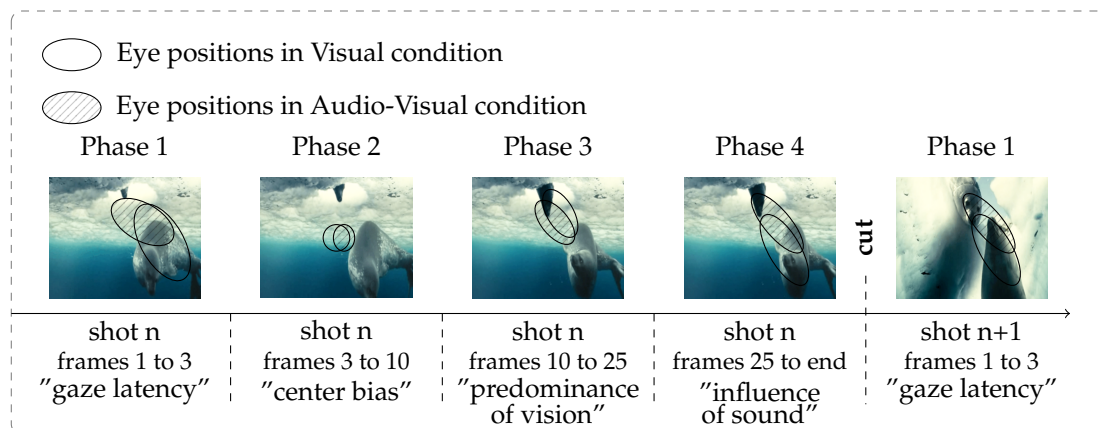 Eye positions in Visual condition
Eye positions in Audio-Visual condition
Phase 1 Phase 2 Phase 3 Phase 4 Phase 1
cut
shot n shot n shot n shot n shot n+1
frames 1 to 3 frames 3 to 10 frames 10 to 25 frames 25 to end frames 1 to 3
”gaze latency” ”center bias” ”predominance ”influence ”gaze latency”
of vision” of sound”